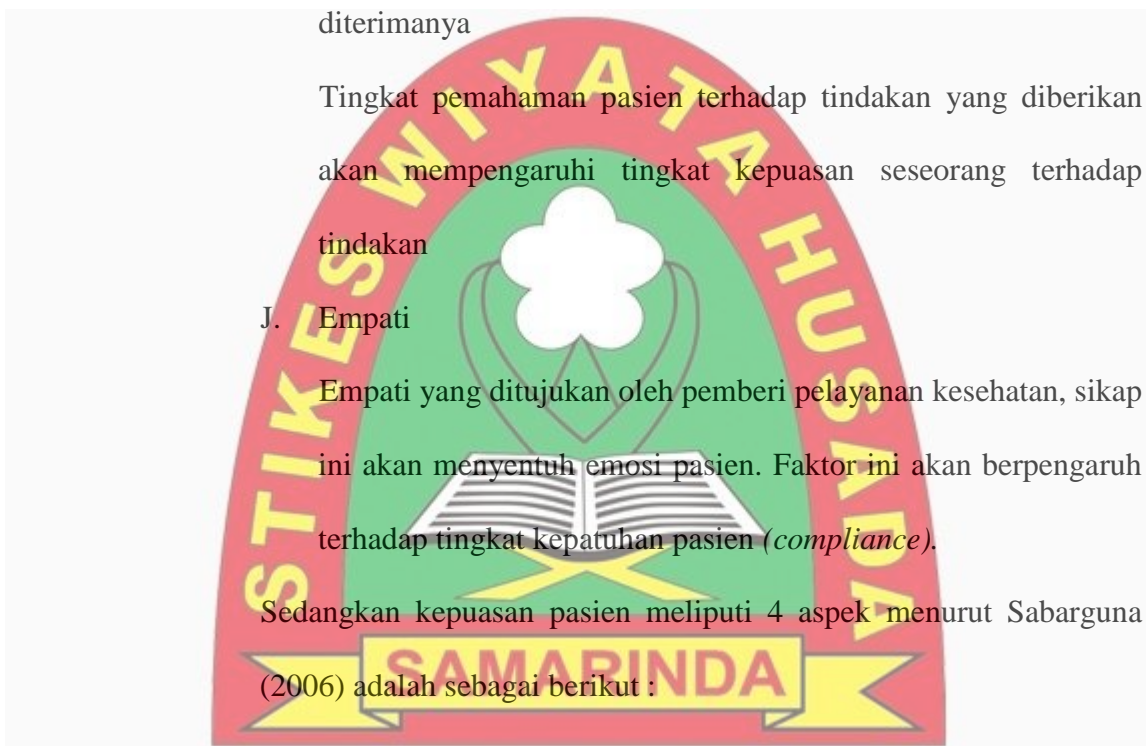 diterimanya
Tingkat pemahaman pasien terhadap tindakan yang diberikan
akan mempengaruhi tingkat kepuasan seseorang terhadap
tindakan
J. Empati
Empati yang ditujukan oleh pemberi pelayanan kesehatan, sikap
ini akan menyentuh emosi pasien. Faktor ini akan berpengaruh
terhadap tingkat kepatuhan pasien (compliance).
Sedangkan kepuasan pasien meliputi 4 aspek menurut Sabarguna
(2006) adalah sebagai berikut :
STIKES WIYATA HUSADA
SAMARINDA